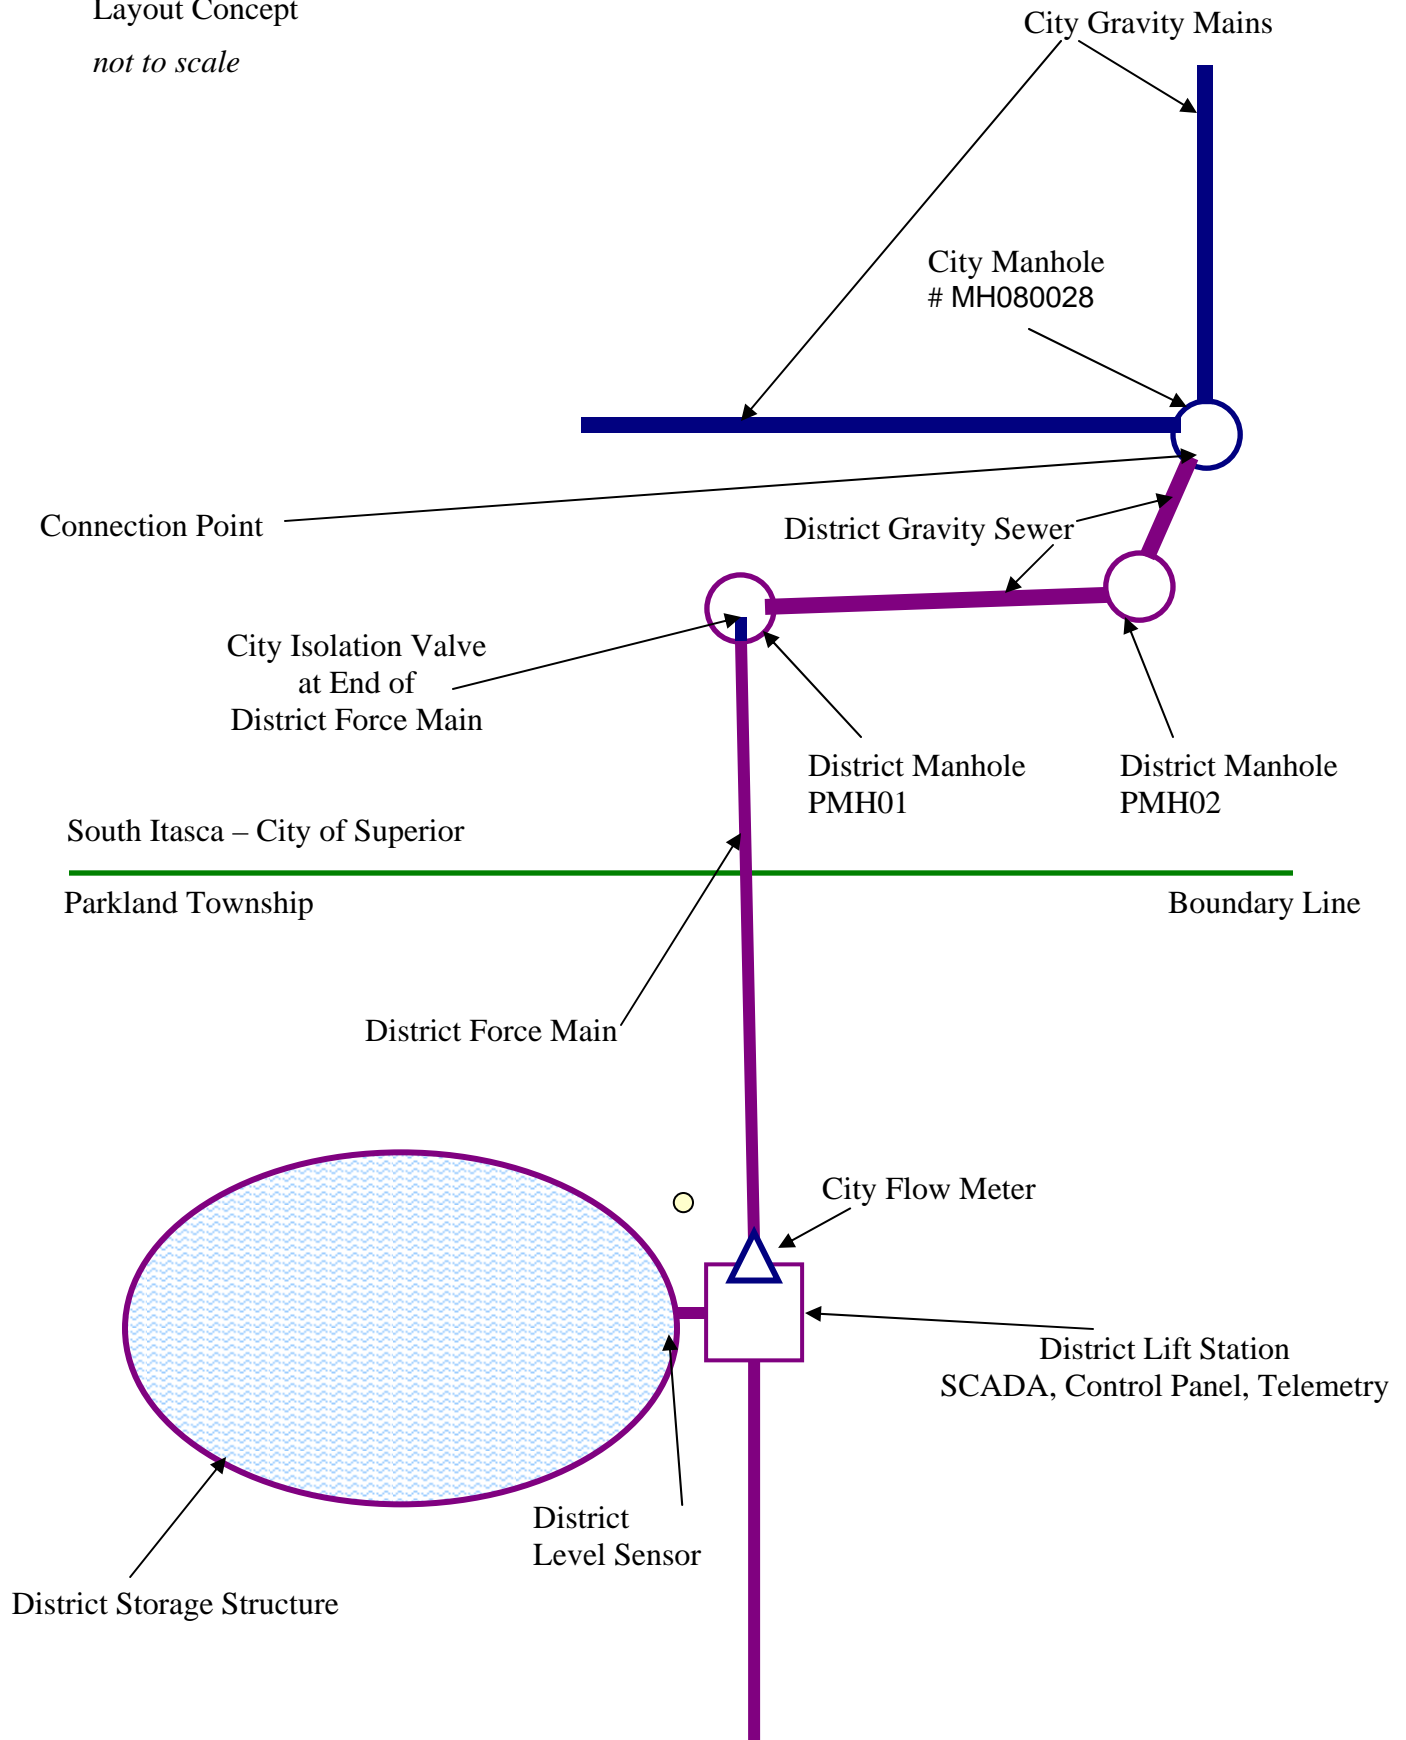 Layout Concept
not to scale
City Gravity Mains
City Manhole
# MH080028
Connection Point
District Gravity Sewer
City Isolation Valve
at End of
District Force Main
District Manhole
PMH01
District Manhole
PMH02
South Itasca – City of Superior
Parkland Township
Boundary Line
District Force Main
City Flow Meter
District Lift Station
SCADA, Control Panel, Telemetry
District
Level Sensor
District Storage Structure